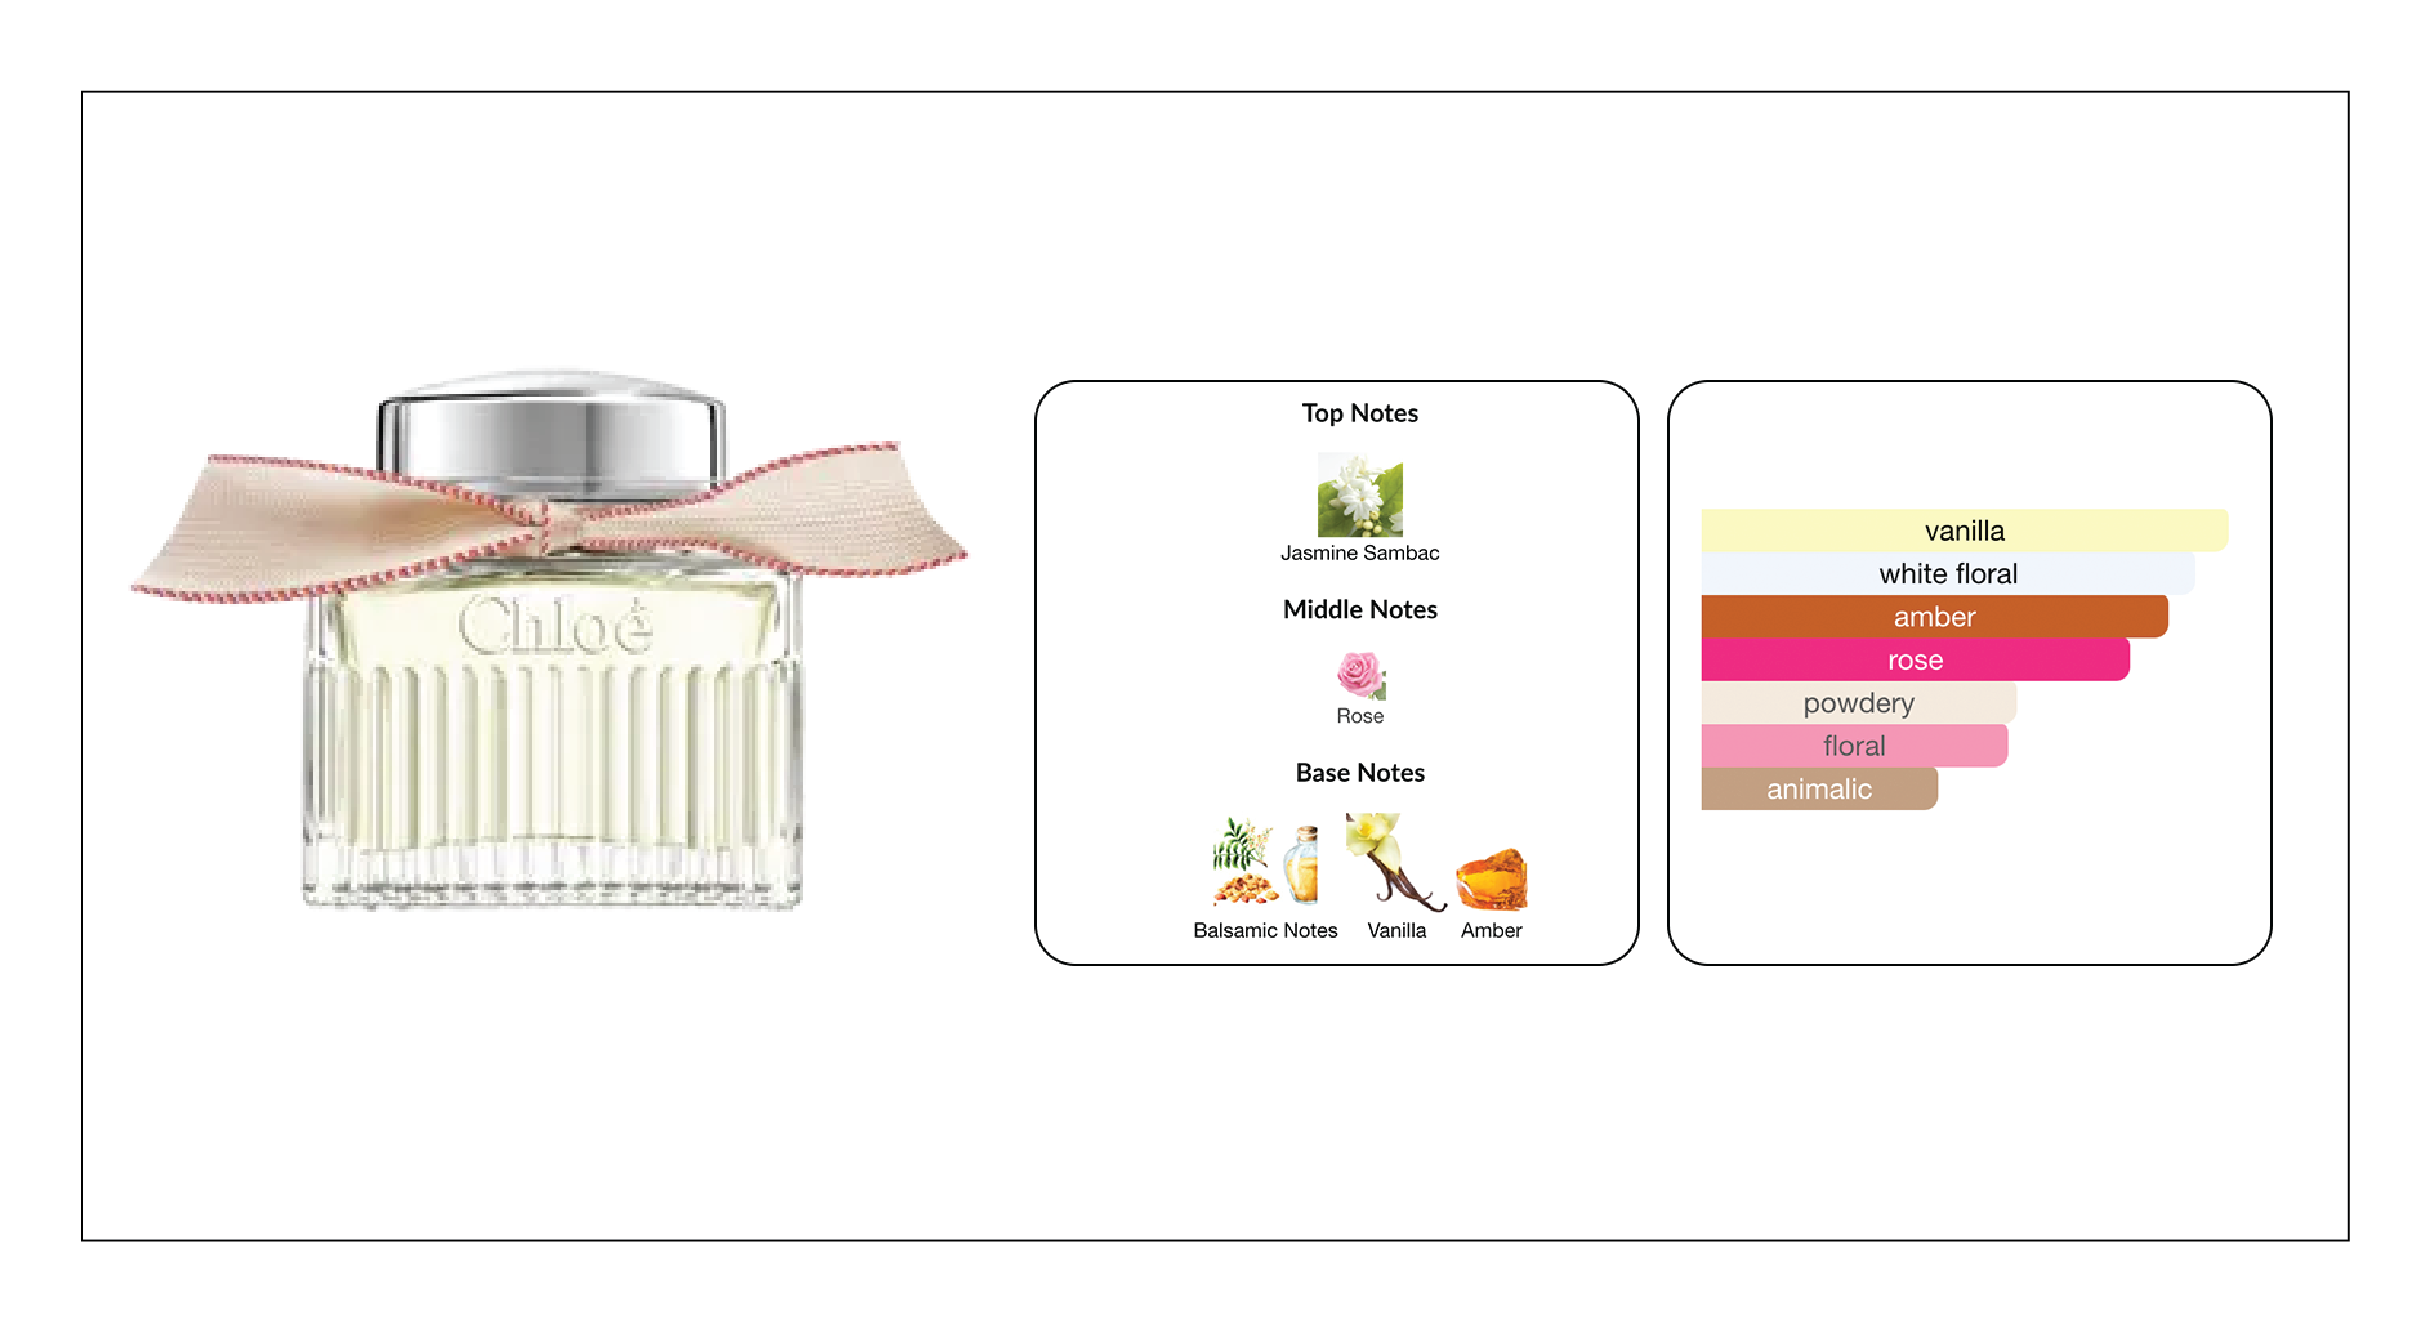 Chloé
Top Notes
Jasmine Sambac
Middle Notes
Rose
Base Notes
Balsamic Notes Vanilla Amber
vanilla
white floral
amber
rose
powdery
floral
animalic